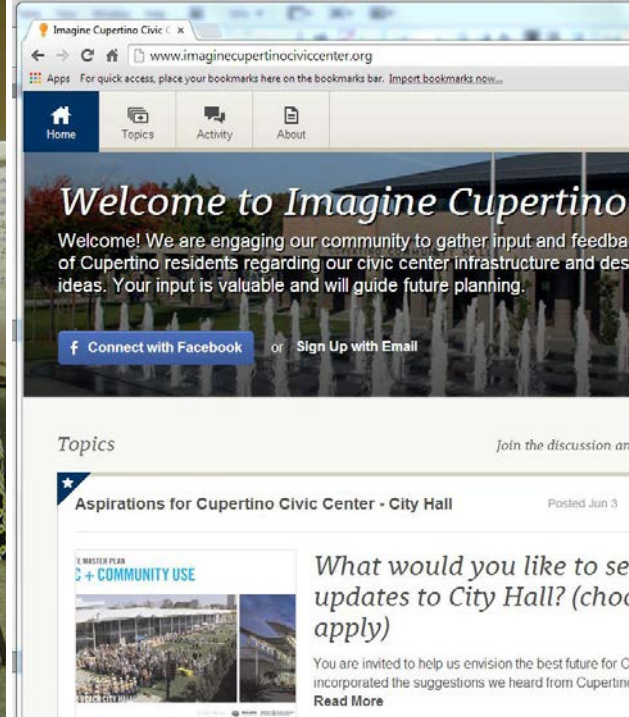 Imagine Cupertino Civic C
www.imaginecupertinociviccenter.org
Apps For quick access, place your bookmarks here on the bookmarks bar. Import bookmarks now...
Home Topics Activity About
Welcome to Imagine Cupertino
Welcome! We are engaging our community to gather input and feedba
of Cupertino residents regarding our civic center infrastructure and des
ideas. Your input is valuable and will guide future planning.
f Connect with Facebook or Sign Up with Email
Topics Join the discussion an
Aspirations for Cupertino Civic Center - City Hall Posted Jun 3
E MASTER PLAN
C + COMMUNITY USE
What would you like to se
updates to City Hall? (choo
apply)
You are invited to help us envision the best future for C
incorporated the suggestions we heard from Cupertino
Read More